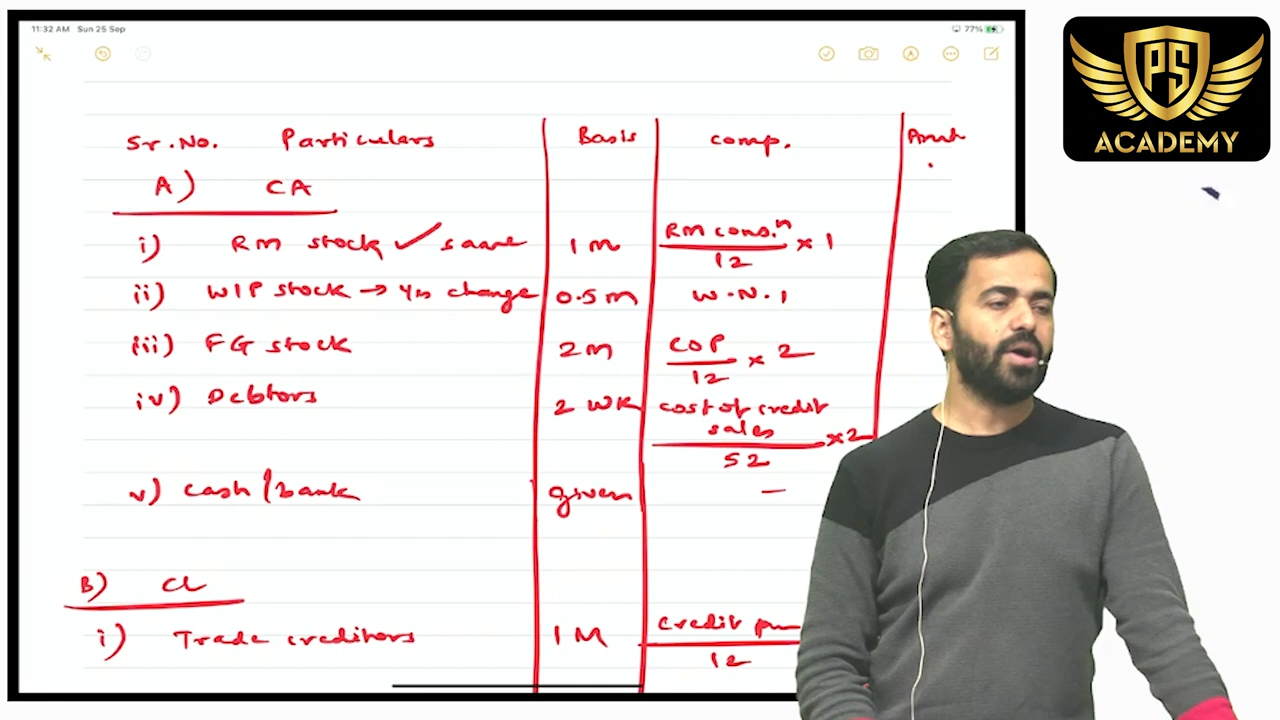 11:32 AM Sun 25 Sep
77%
PS
ACADEMY
Sr.No. Particulars Basis comp. Amt
A) CA
i) RM stock ✓ same 1 M RM cons.n / 12 × 1
ii) WIP stock → change 0.5 m W.N.1
iii) FG stock 2 m COP / 12 × 2
iv) Debtors 2 WK cost of credit sales / 52 × 2
v) cash/bank given –
B) CL
i) Trade creditors 1 M credit pur / 12